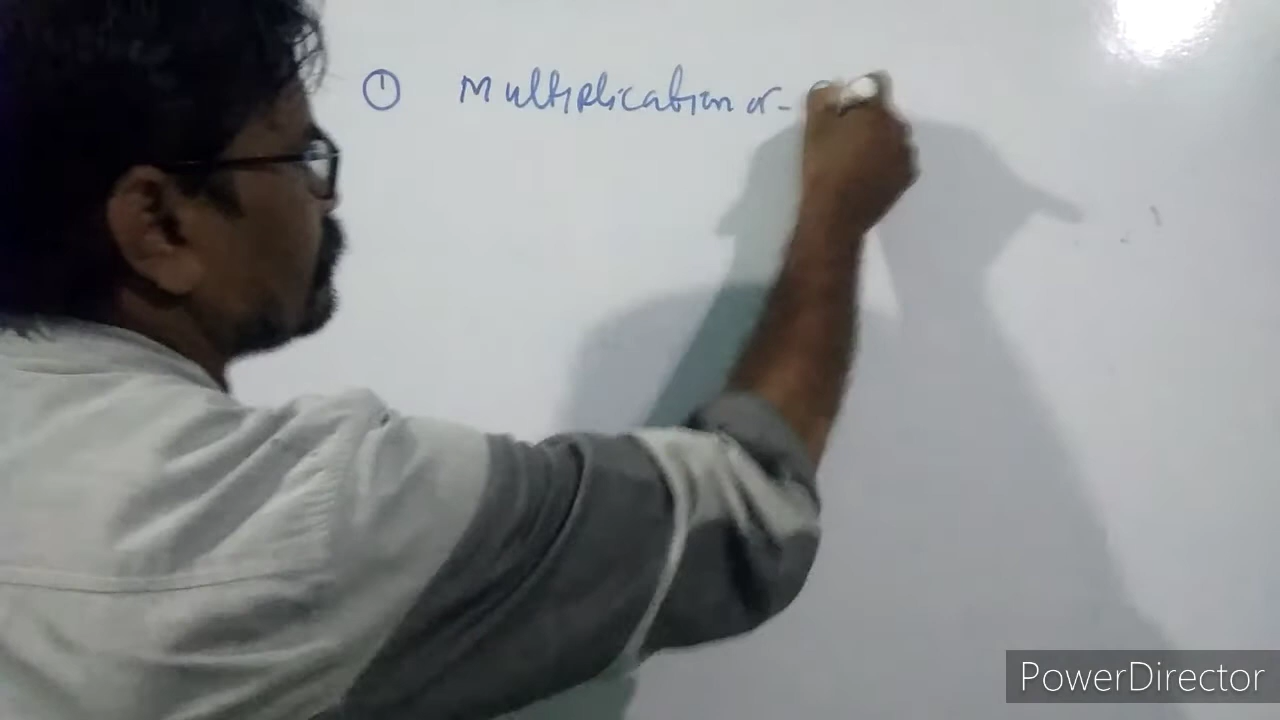 ① Multiplication or -
PowerDirector